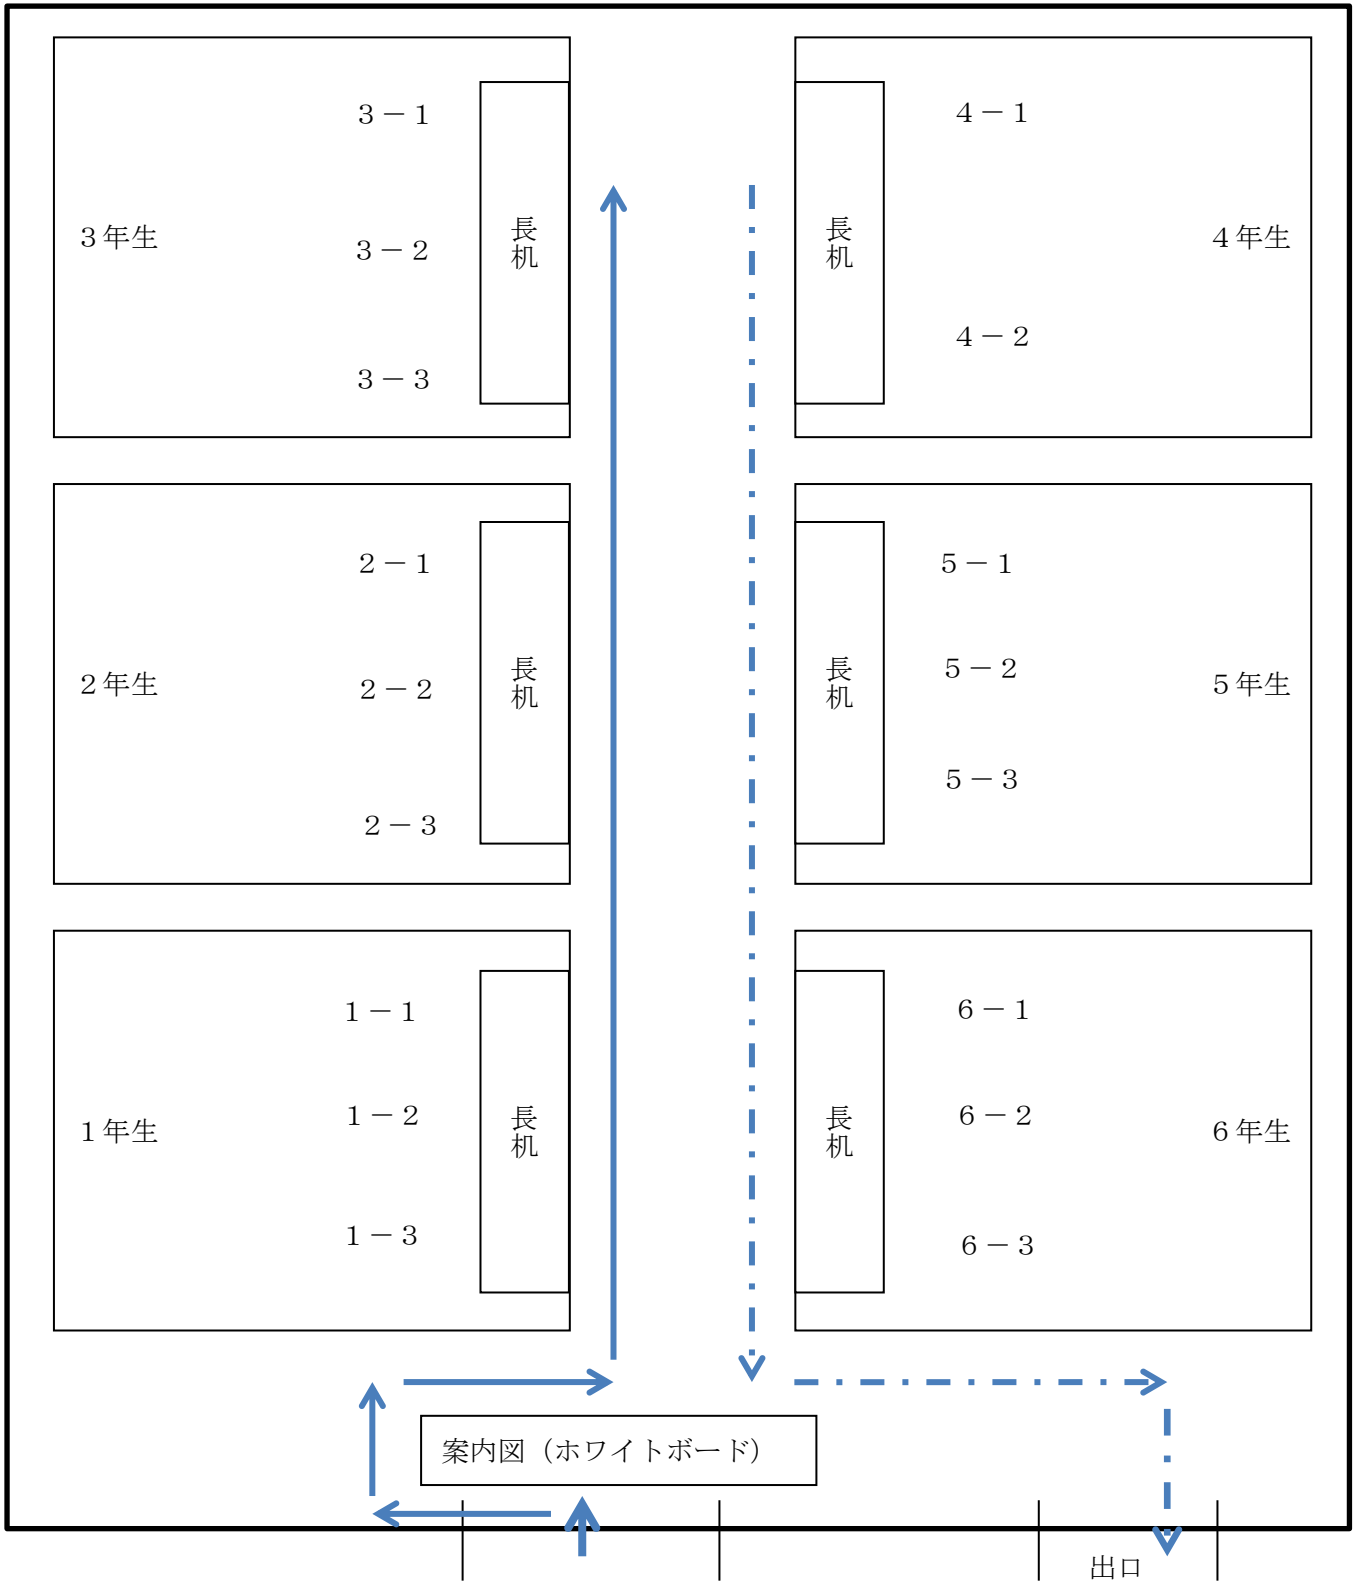 ３－１
３年生
３－２
３－３
長机
４－１
長机
４年生
４－２
２－１
２年生
２－２
２－３
長机
５－１
長机
５－２
５年生
５－３
１－１
１年生
１－２
１－３
長机
６－１
長机
６－２
６年生
６－３
案内図（ホワイトボード）
出口